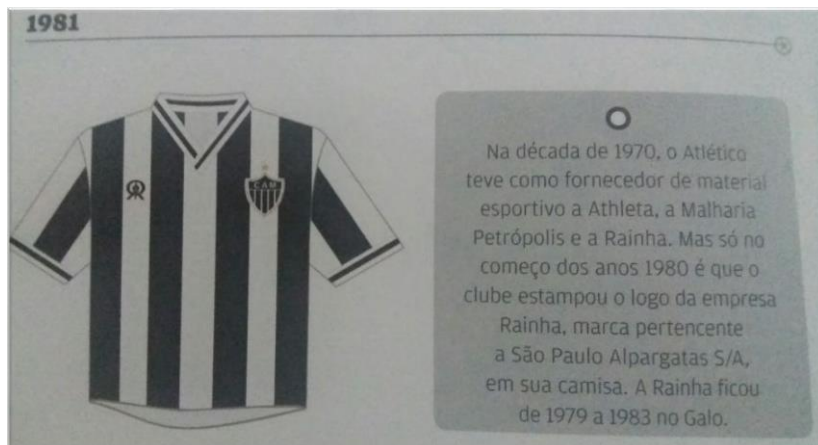 1981
CAM
Na década de 1970, o Atlético
teve como fornecedor de material
esportivo a Athleta, a Malharia
Petrópolis e a Rainha. Mas só no
começo dos anos 1980 é que o
clube estampou o logo da empresa
Rainha, marca pertencente
a São Paulo Alpargatas S/A,
em sua camisa. A Rainha ficou
de 1979 a 1983 no Galo.